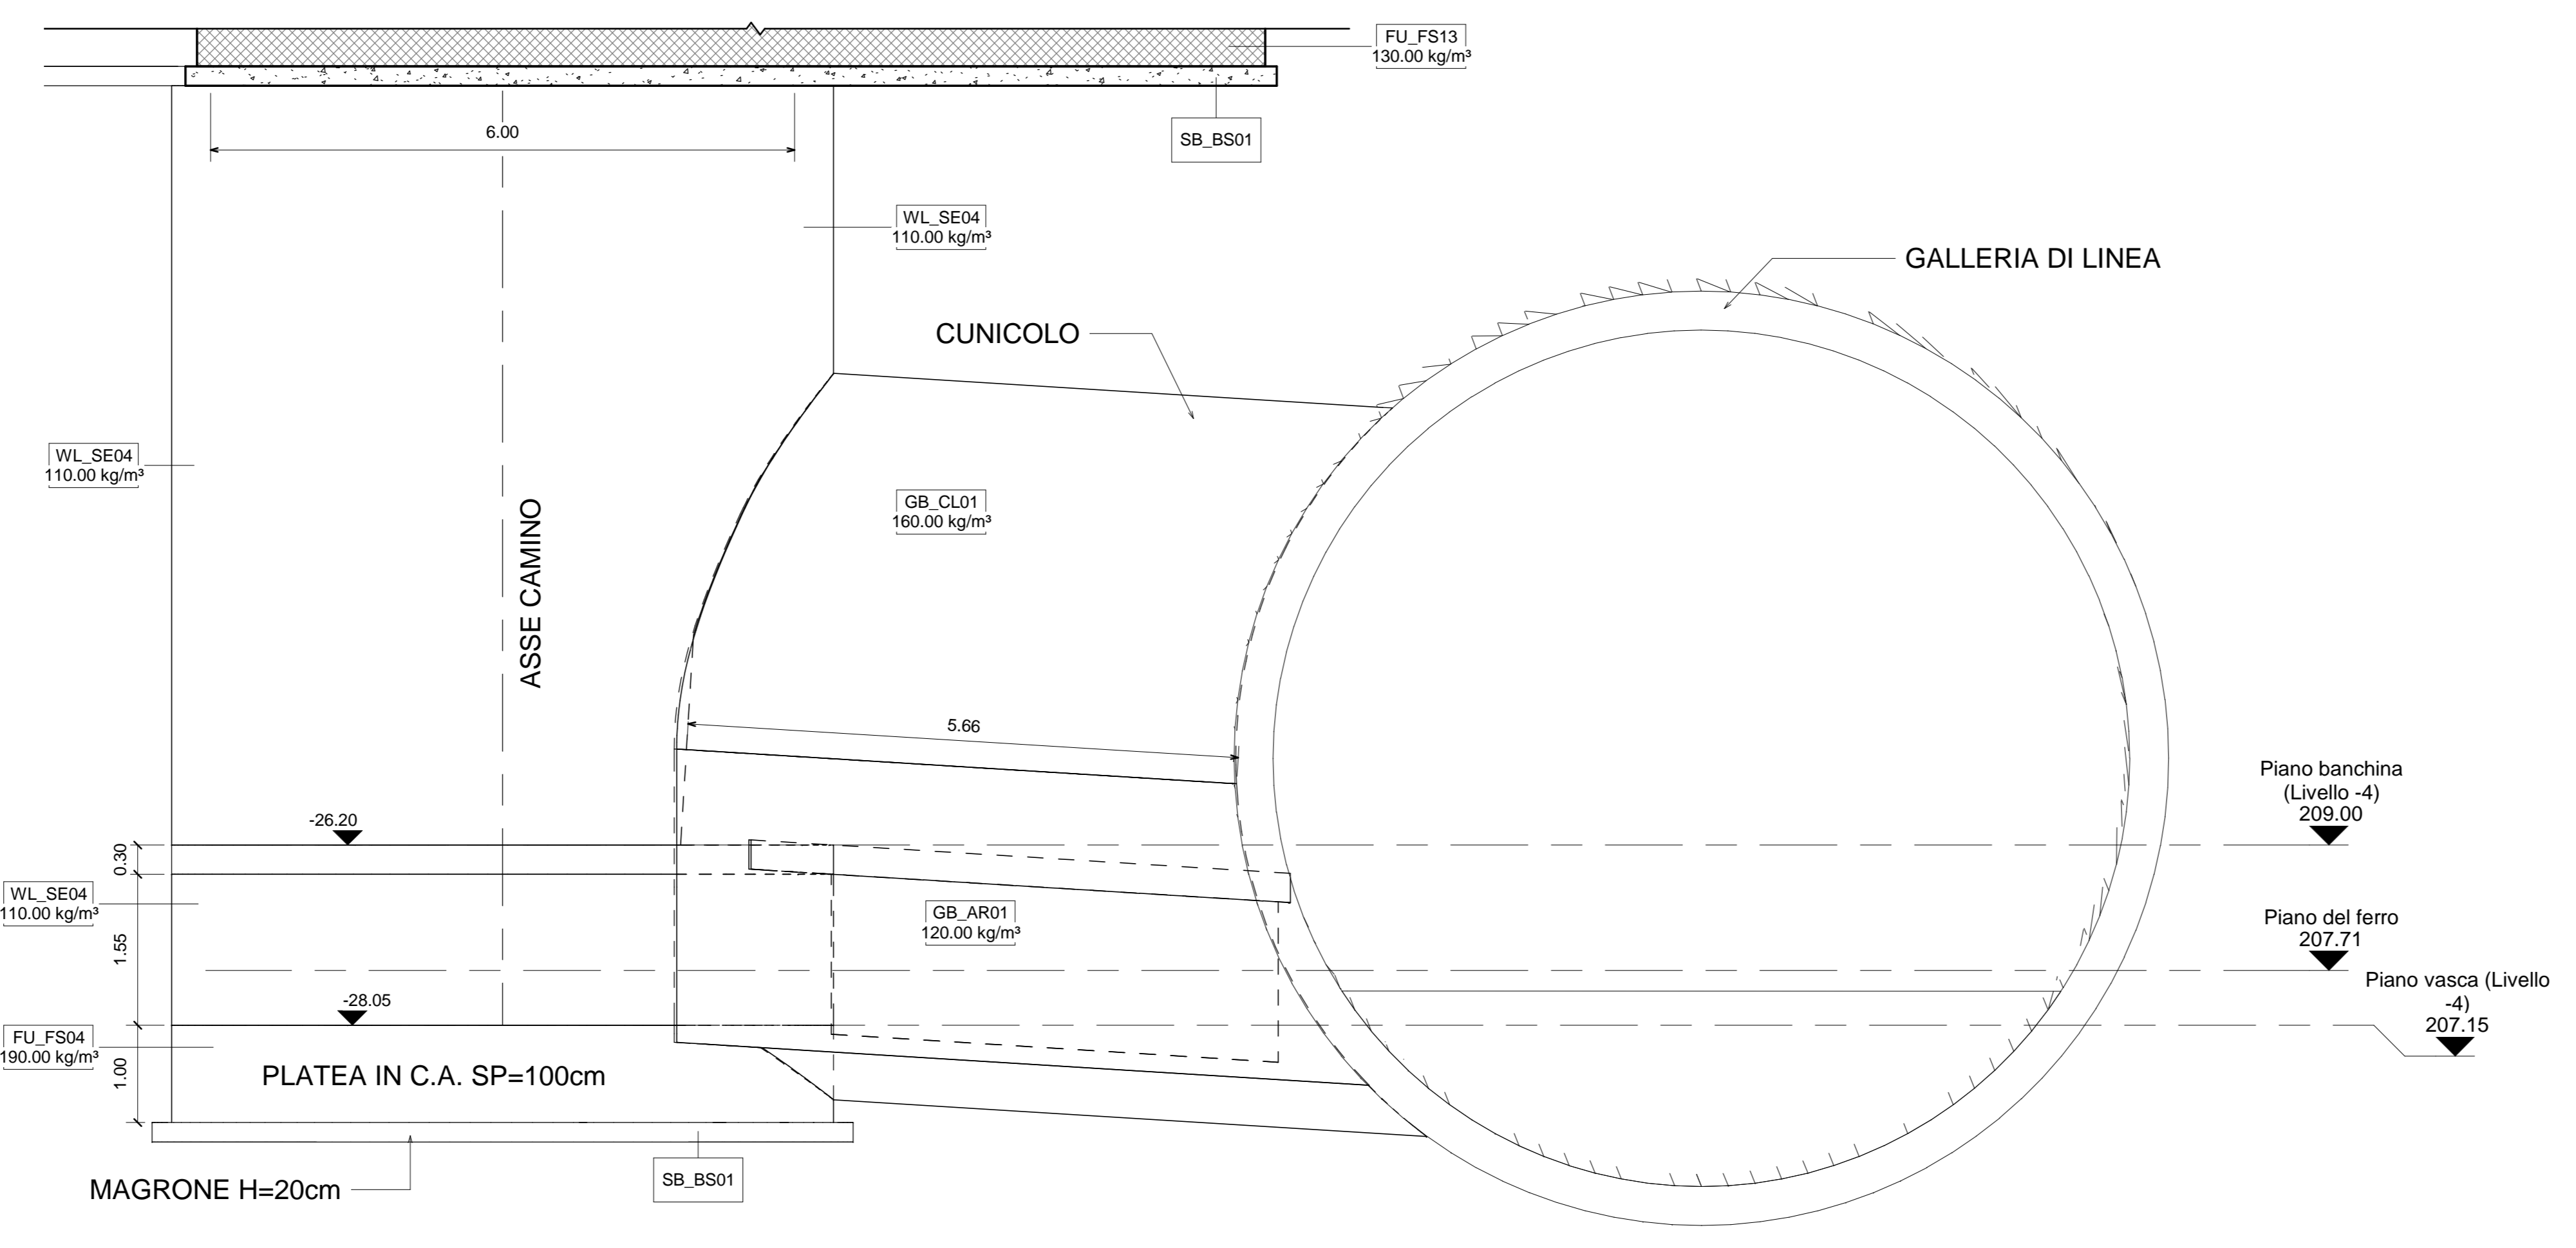 FU_FS13
130.00 kg/m³
6.00
SB_BS01
WL_SE04
110.00 kg/m³
GALLERIA DI LINEA
CUNICOLO
WL_SE04
110.00 kg/m³
GB_CL01
160.00 kg/m³
ASSE CAMINO
5.66
Piano banchina
(Livello -4)
209.00
-26.20
0.30
WL_SE04
110.00 kg/m³
GB_AR01
120.00 kg/m³
Piano del ferro
207.71
1.55
Piano vasca (Livello
-4)
207.15
-28.05
FU_FS04
190.00 kg/m³
1.00
PLATEA IN C.A. SP=100cm
SB_BS01
MAGRONE H=20cm